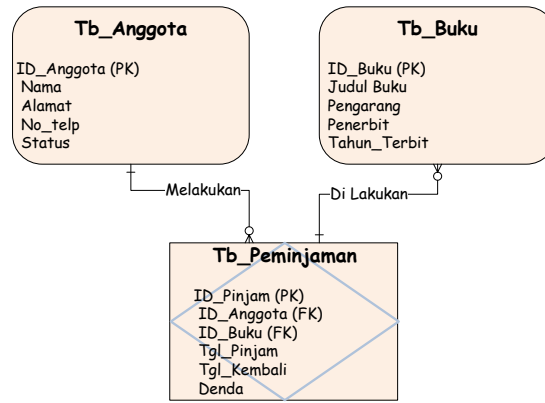 Tb_Anggota
ID_Anggota (PK)
Nama
Alamat
No_telp
Status
Tb_Buku
ID_Buku (PK)
Judul Buku
Pengarang
Penerbit
Tahun_Terbit
Melakukan
Di Lakukan
Tb_Peminjaman
ID_Pinjam (PK)
ID_Anggota (FK)
ID_Buku (FK)
Tgl_Pinjam
Tgl_Kembali
Denda